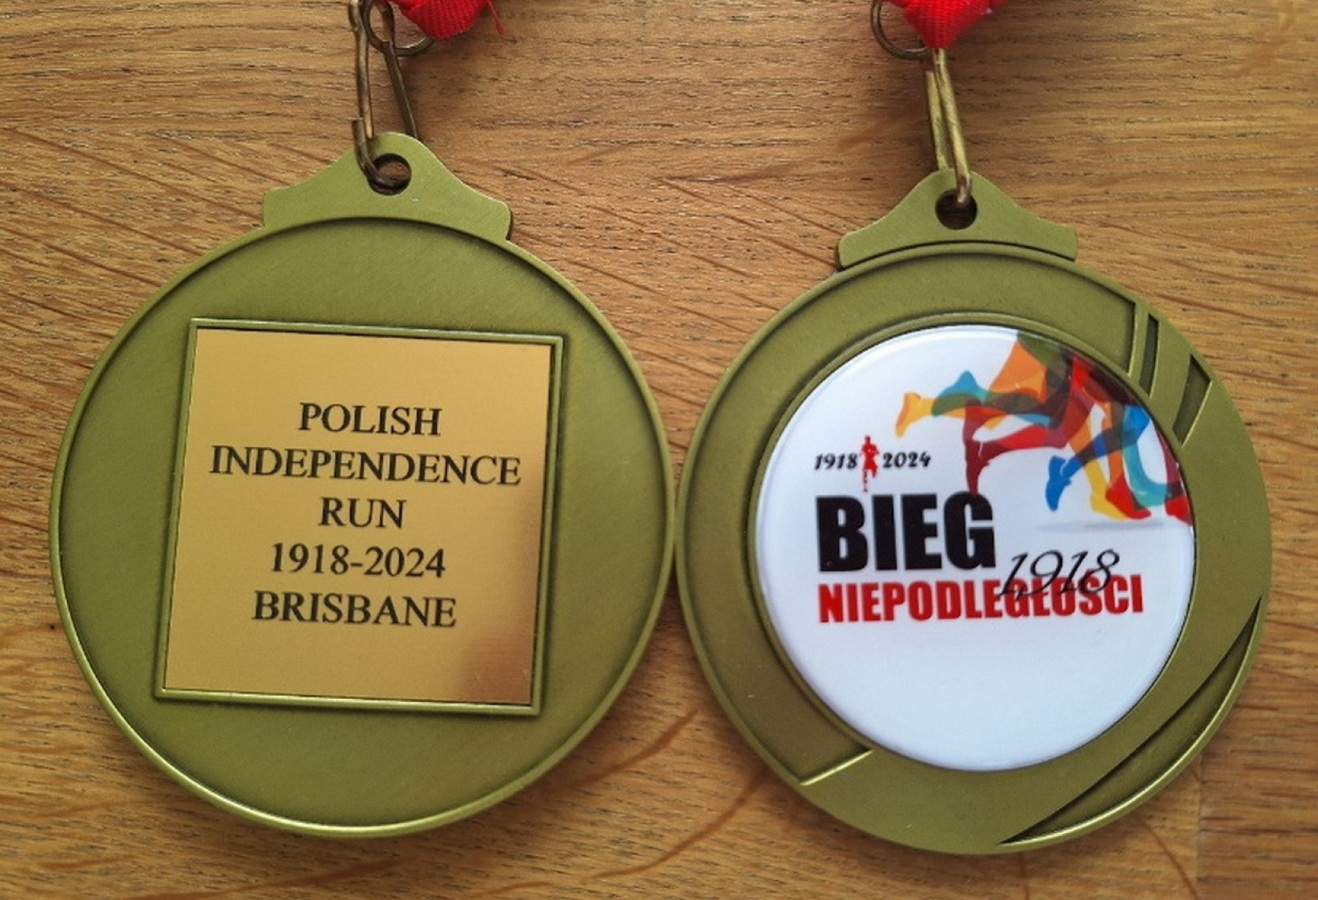 POLISH
INDEPENDENCE
RUN
1918-2024
BRISBANE
1918 2024
BIEG
1918
NIEPODLEGŁOŚCI